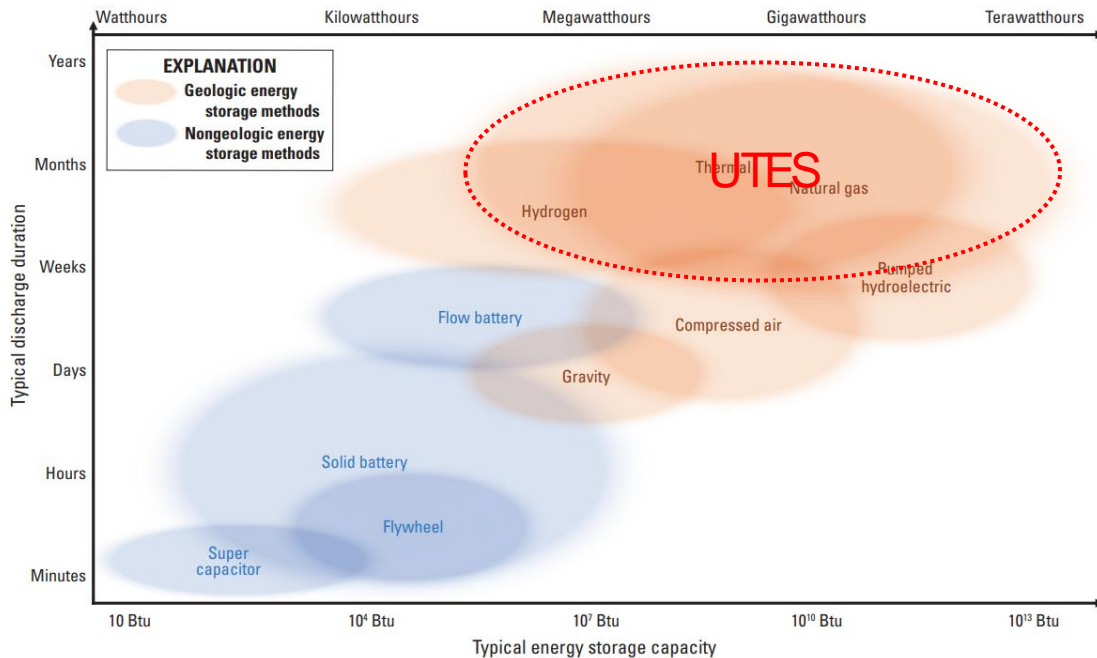 Watthours Kilowatthours Megawatthours Gigawatthours Terawatthours
Years
Months
Weeks
Days
Hours
Minutes
Typical discharge duration
EXPLANATION
Geologic energy
storage methods
Nongeologic energy
storage methods
UTES
Thermal
Natural gas
Hydrogen
Pumped
hydroelectric
Flow battery
Compressed air
Gravity
Solid battery
Flywheel
Super
capacitor
10 Btu 10⁴ Btu 10⁷ Btu 10¹⁰ Btu 10¹³ Btu
Typical energy storage capacity